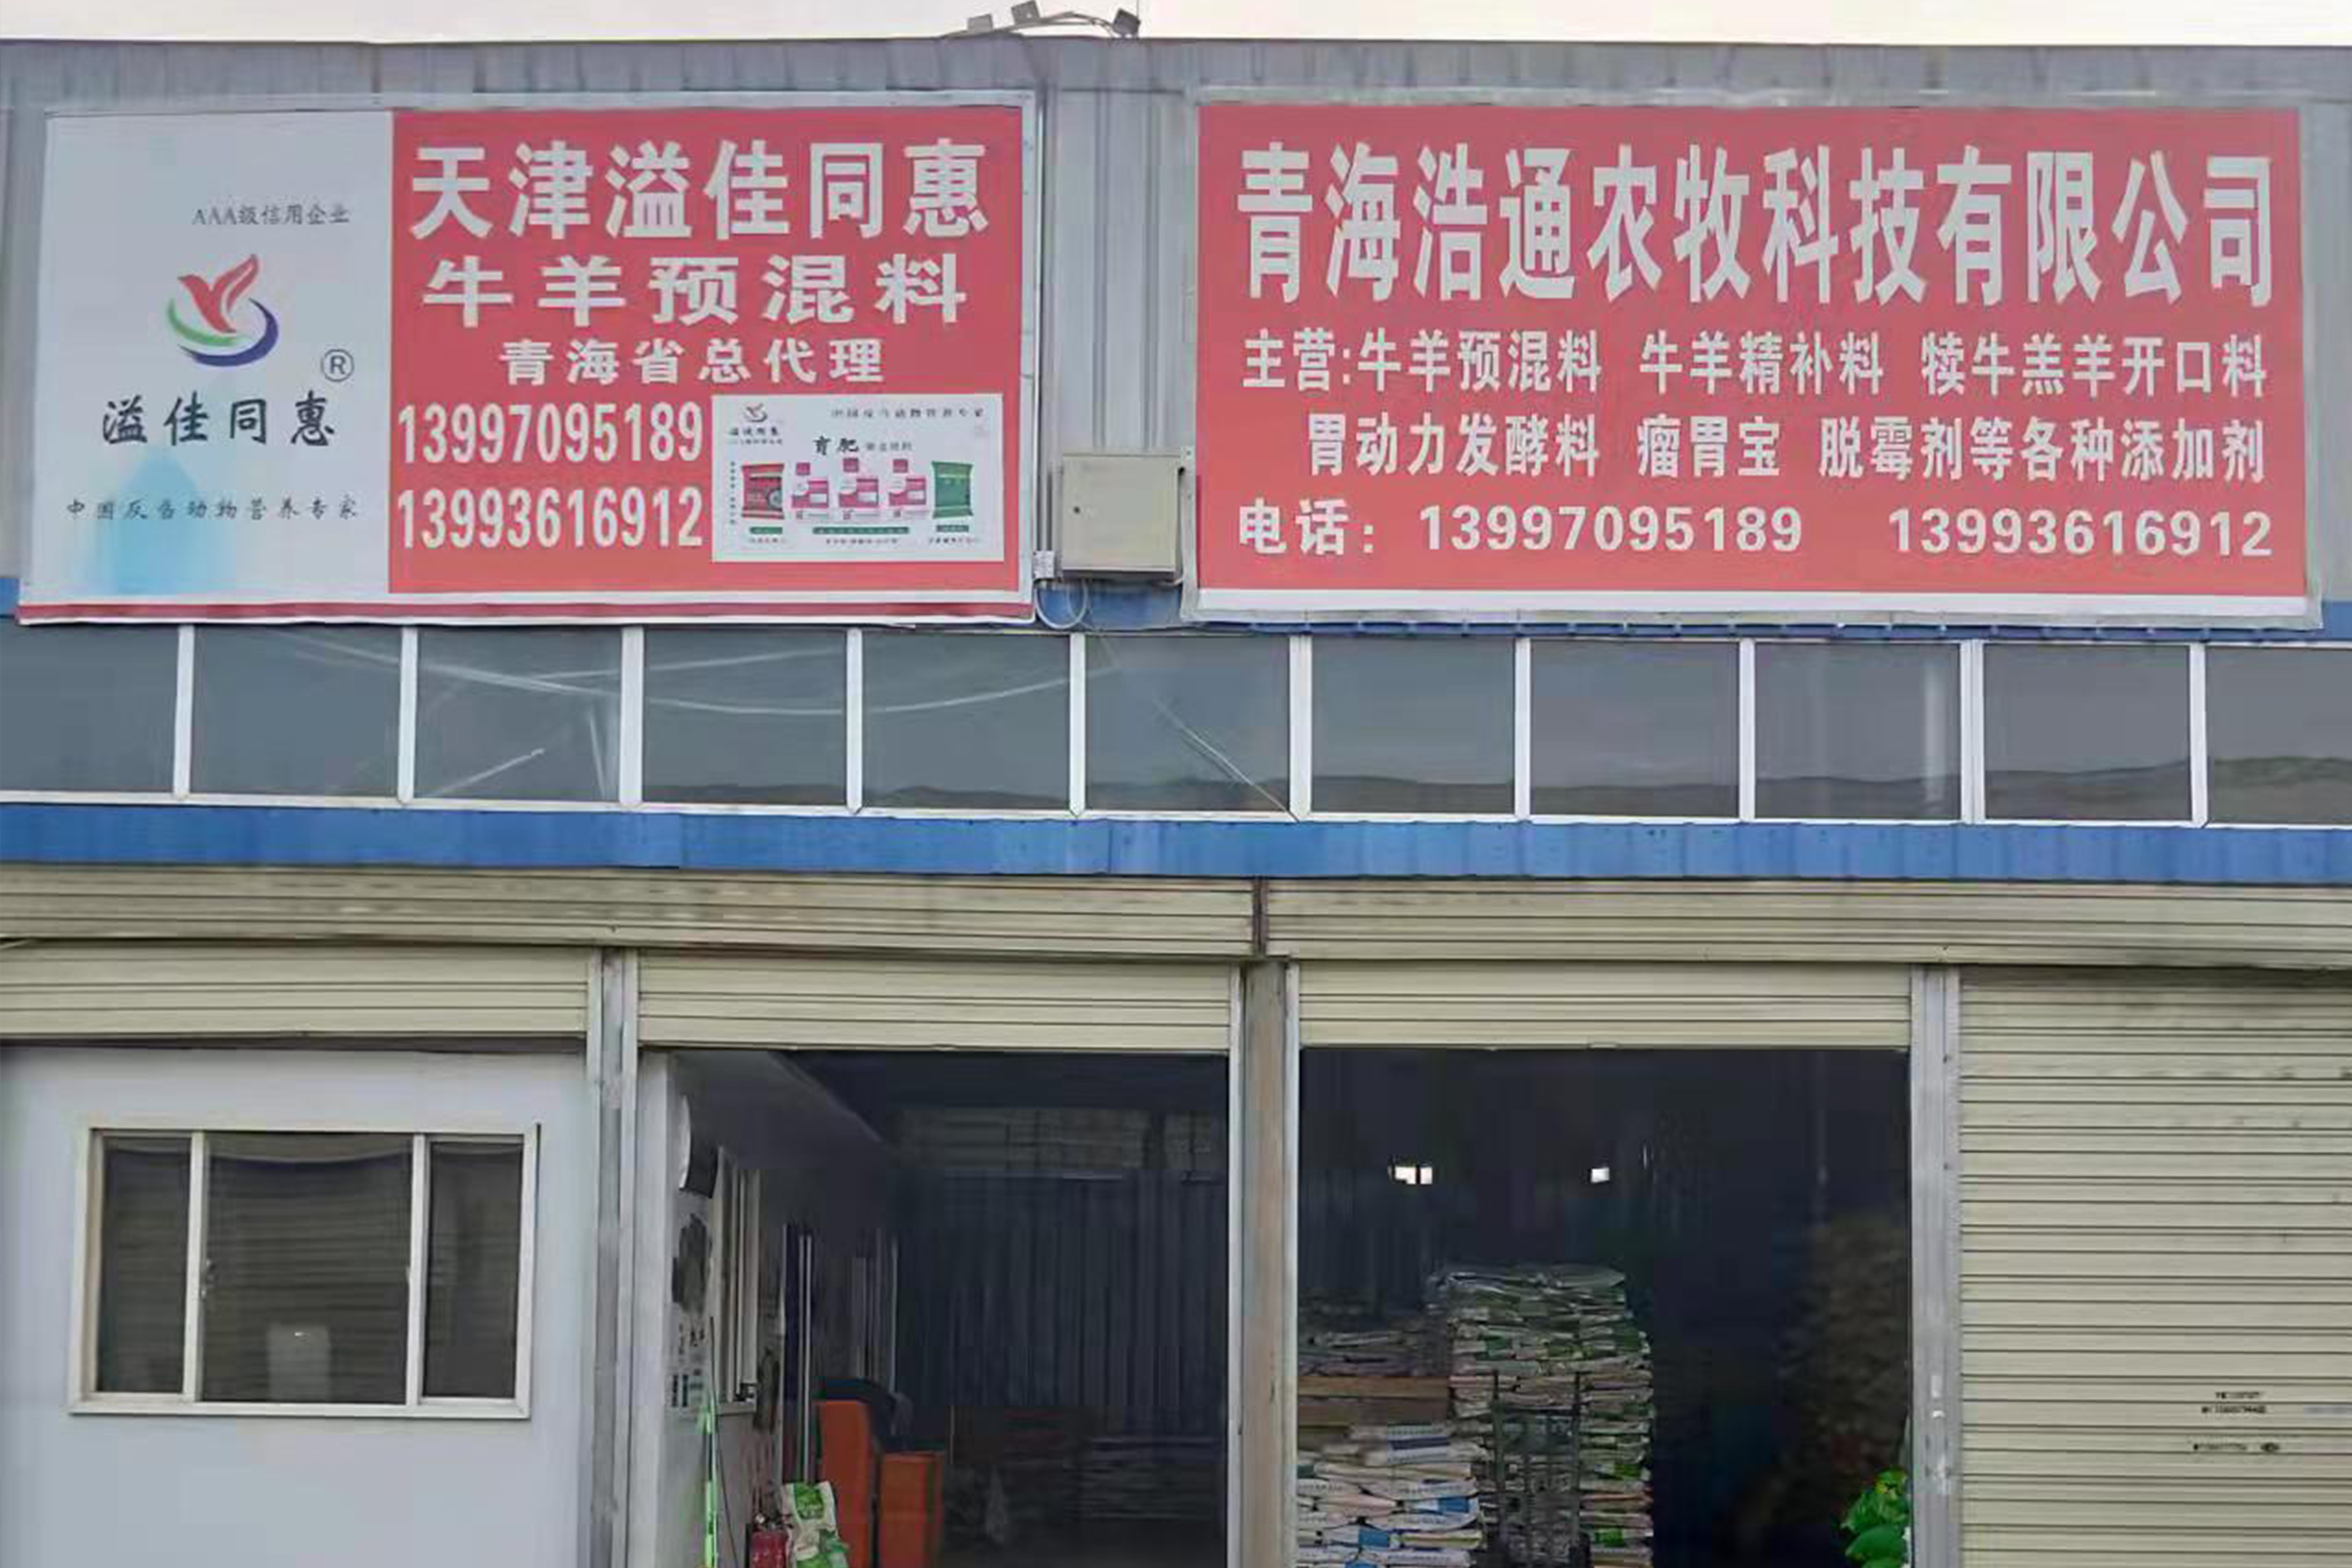 AAA级信用企业
®
溢佳同惠
中国反刍动物营养专家
天津溢佳同惠
牛羊预混料
青海省总代理
13997095189
13993616912
育肥
青海浩通农牧科技有限公司
主营:牛羊预混料 牛羊精补料 犊牛羔羊开口料
胃动力发酵料 瘤胃宝 脱霉剂等各种添加剂
电话: 13997095189 13993616912